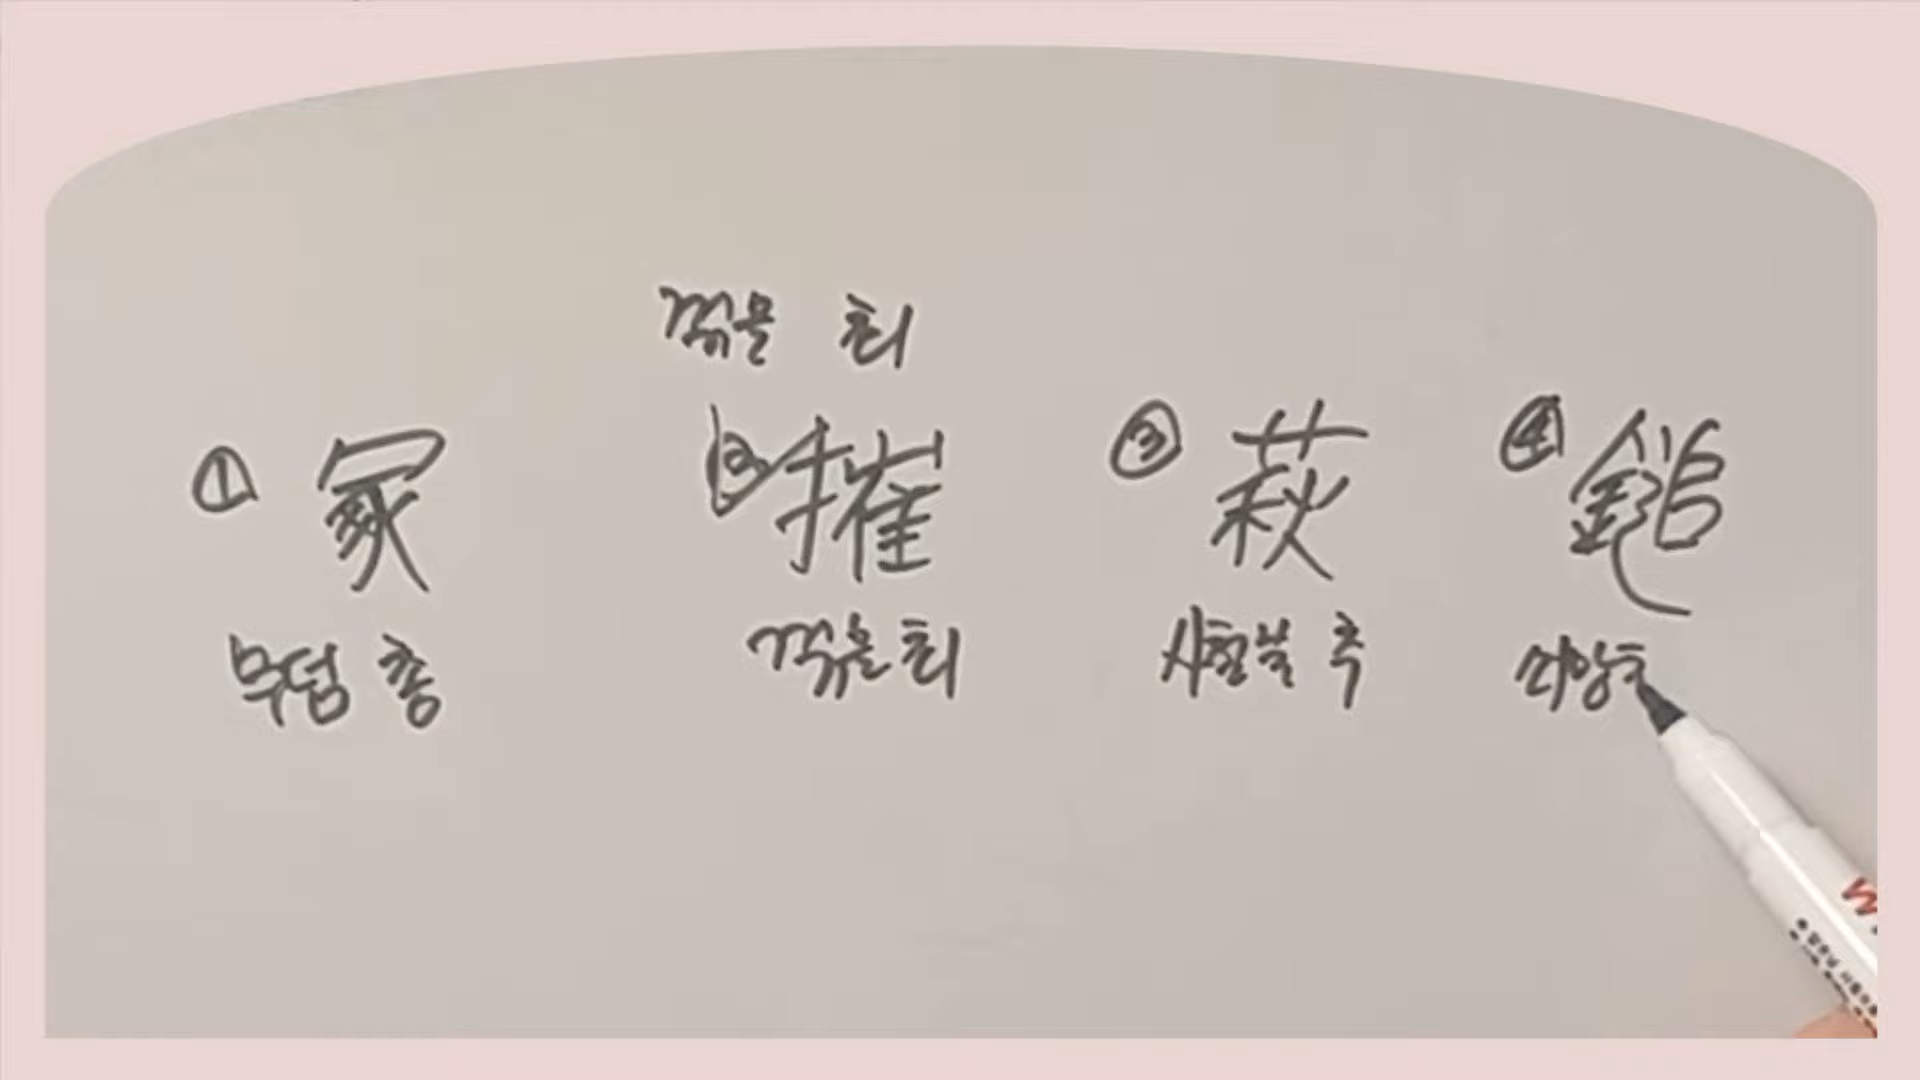 꺾을 최
① 冢 ② 摧 ③ 萩 ④ 鎚
무덤 총 꺾을 최 사철쑥 추